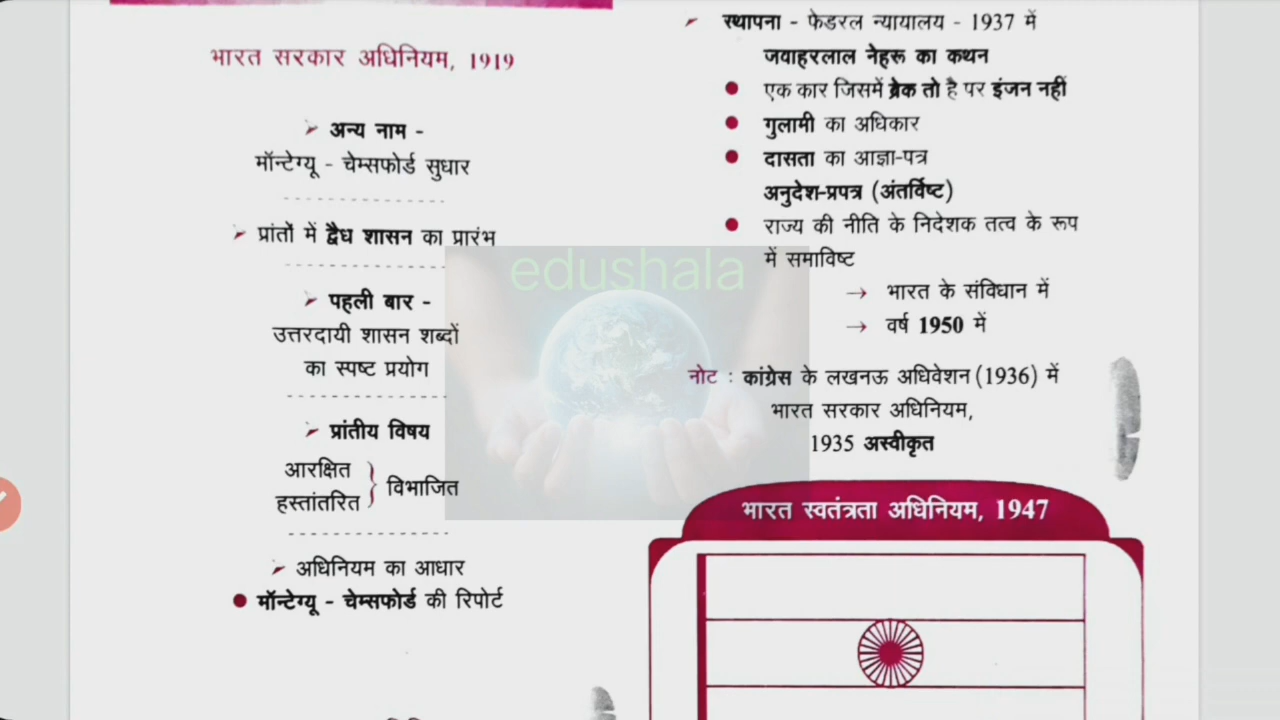 भारत सरकार अधिनियम, 1919
➢ अन्य नाम -
मॉन्टेग्यू - चेम्सफोर्ड सुधार
➢ प्रांतों में द्वैध शासन का प्रारंभ
➢ पहली बार -
उत्तरदायी शासन शब्दों
का स्पष्ट प्रयोग
➢ प्रांतीय विषय
आरक्षित
हस्तांतरित } विभाजित
➢ अधिनियम का आधार
● मॉन्टेग्यू - चेम्सफोर्ड की रिपोर्ट
➢ स्थापना - फेडरल न्यायालय - 1937 में
जवाहरलाल नेहरू का कथन
● एक कार जिसमें ब्रेक तो है पर इंजन नहीं
● गुलामी का अधिकार
● दासता का आज्ञा-पत्र
अनुदेश-प्रपत्र (अंतर्विष्ट)
● राज्य की नीति के निदेशक तत्व के रूप
में समाविष्ट
→ भारत के संविधान में
→ वर्ष 1950 में
नोट : कांग्रेस के लखनऊ अधिवेशन (1936) में
भारत सरकार अधिनियम,
1935 अस्वीकृत
भारत स्वतंत्रता अधिनियम, 1947
edushala